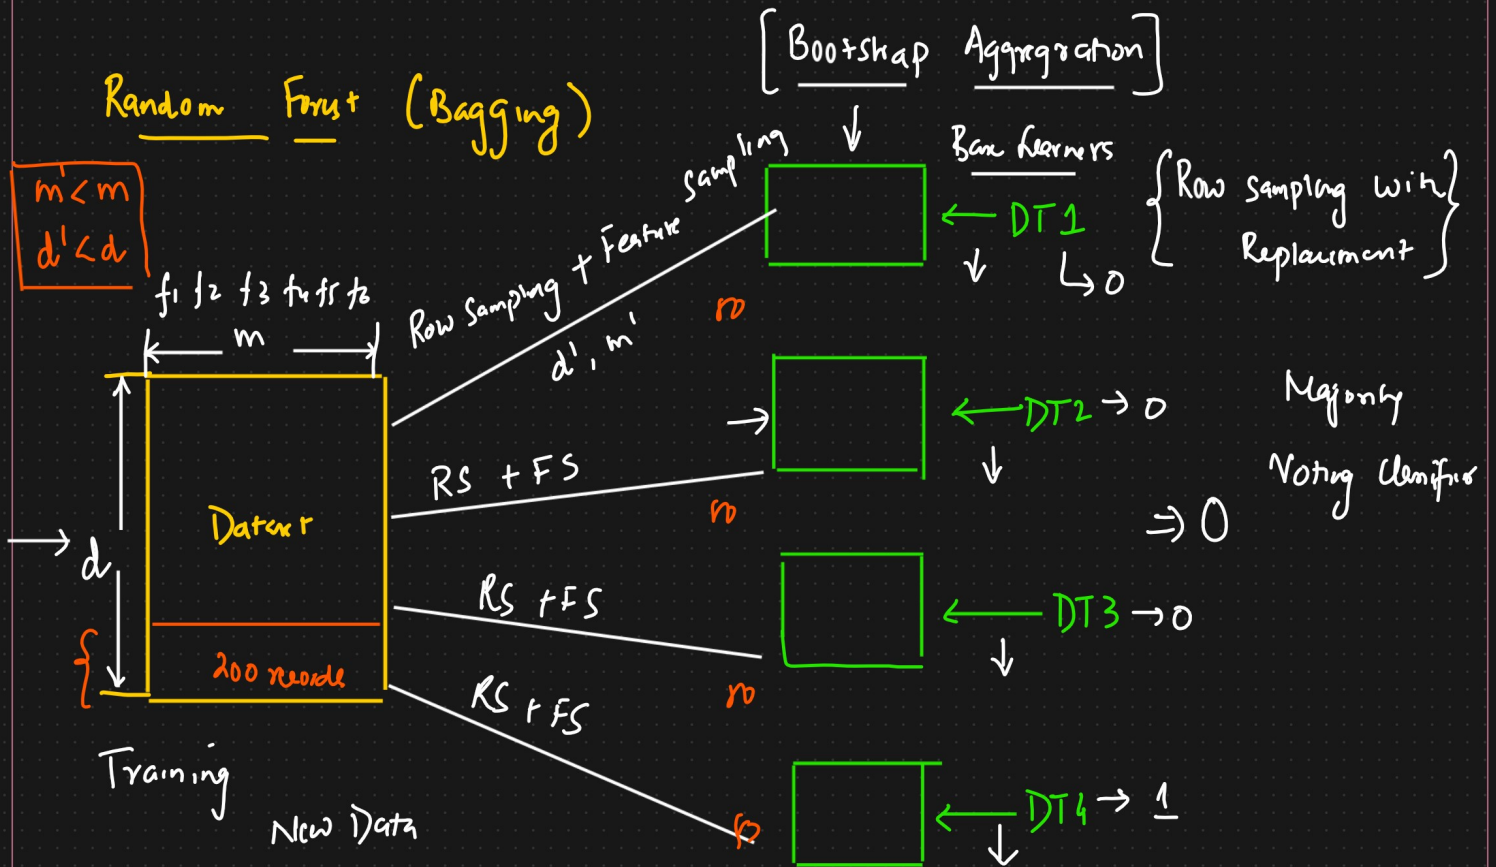 [Bootstrap Aggregation]
Random Forest (Bagging)
Base Learners
m' < m
d' < d
{Row Sampling with
Replacement}
DT1
→ 0
f1 f2 f3 f4 f5 f6
m
Row Sampling + Feature Sampling
d', m'
DT2 → 0
Majority
Voting Classifier
⇒ 0
RS + FS
Dataset
d
RS + FS
DT3 → 0
200 records
RS + FS
Training
New Data
DT4 → 1